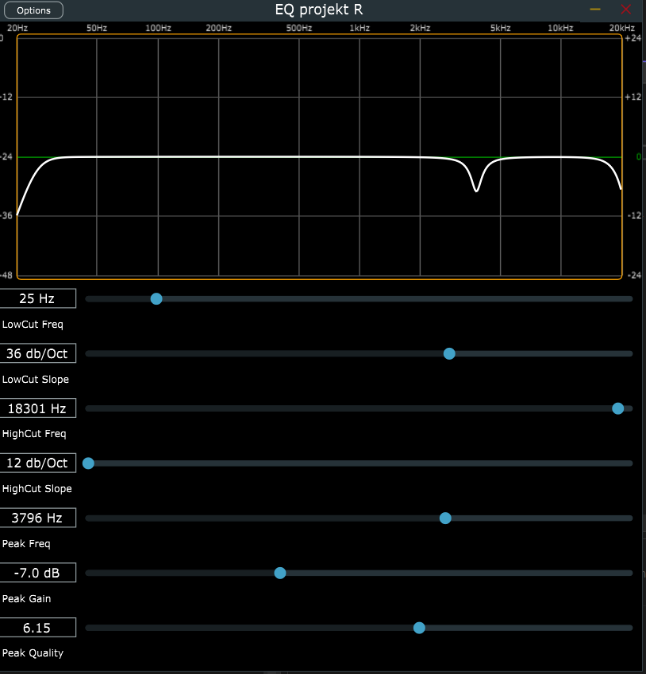 Options EQ projekt R
20Hz 50Hz 100Hz 200Hz 500Hz 1kHz 2kHz 5kHz 10kHz 20kHz
0 +24
-12 +12
-24 0
-36 -12
-48 -24
25 Hz
LowCut Freq
36 db/Oct
LowCut Slope
18301 Hz
HighCut Freq
12 db/Oct
HighCut Slope
3796 Hz
Peak Freq
-7.0 dB
Peak Gain
6.15
Peak Quality